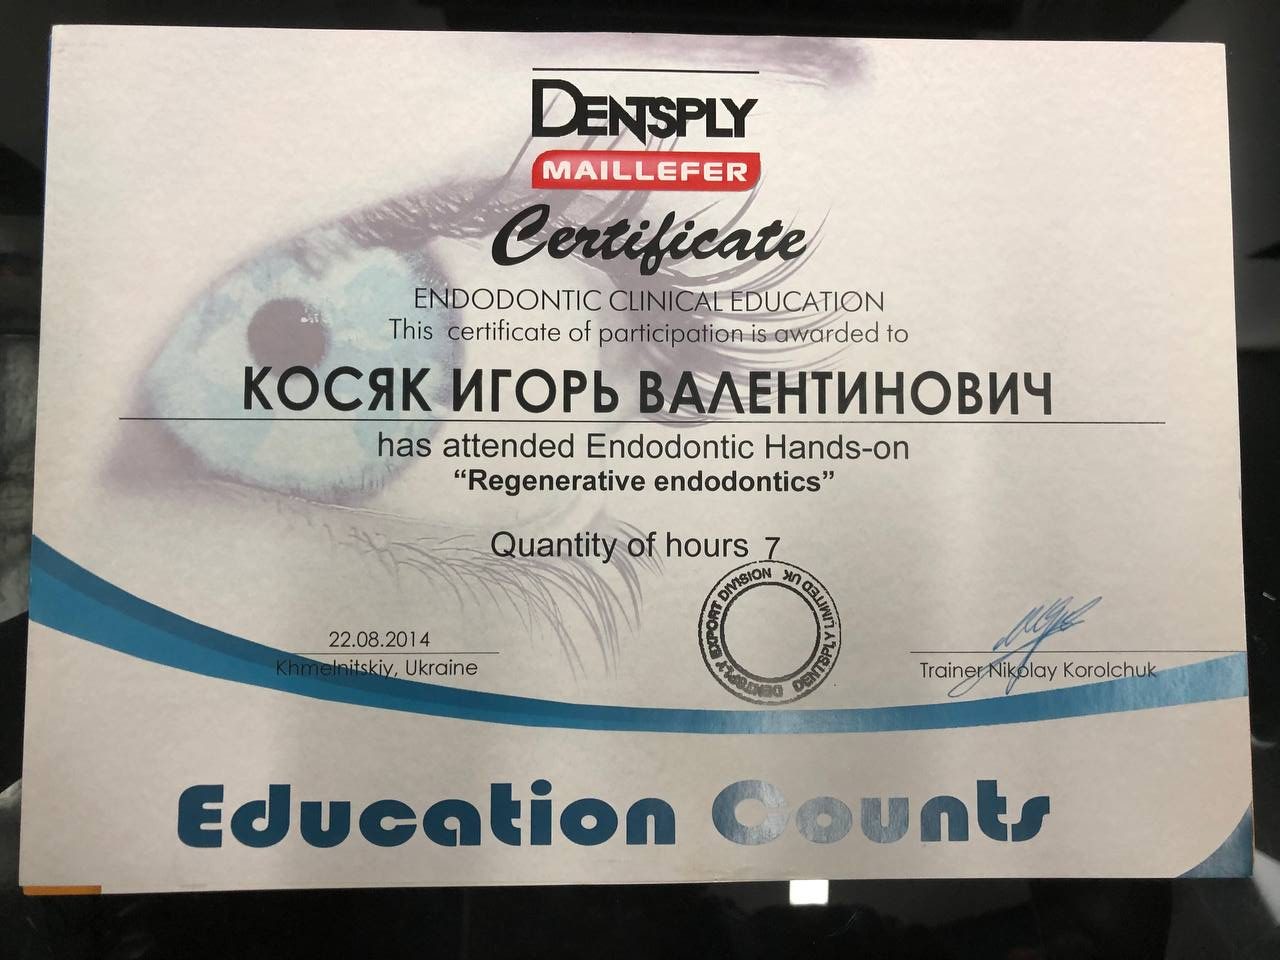 DENTSPLY
MAILLEFER
Certificate
ENDODONTIC CLINICAL EDUCATION
This certificate of participation is awarded to
КОСЯК ИГОРЬ ВАЛЕНТИНОВИЧ
has attended Endodontic Hands-on
“Regenerative endodontics”
Quantity of hours 7
DENTSPLY EXPORT DIVISION
DENTSPLY LIMITED UK
22.08.2014
Khmelnitskiy, Ukraine
Trainer Nikolay Korolchuk
Education Counts